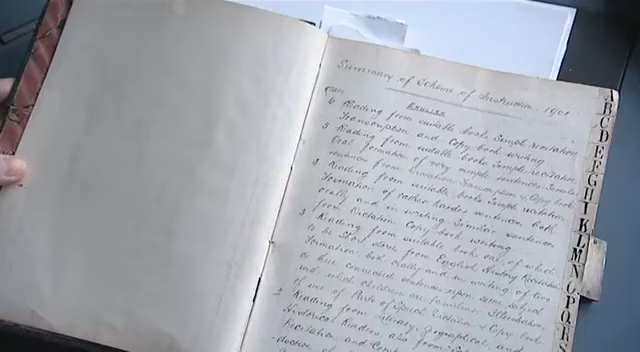 Summary of Scheme of Instruction 1901
ENGLISH
6 Reading from suitable books Simple recitation
Transcription and Copy book writing
5 Reading from suitable books Simple recitation
Oral formation of very simple sentences Similar
sentences from Dictation Transcription & Copy book
4 Reading from suitable books Simple recitation
Formation of rather harder sentences both
orally and in writing Similar sentences
from Dictation Copy book writing
3 Reading from suitable books one of which
to be Short stories from English History Recitation
Formation both orally and in writing of two
or three connected sentences upon some subject
with which children are familiar
use of Parts of Speech Dictation & Copy book
2 Reading from Literary Geographical and
Historical Readers
Recitation and
A
B
C
D
E
F
G
H
I
K
L
M
N
O
P
Q